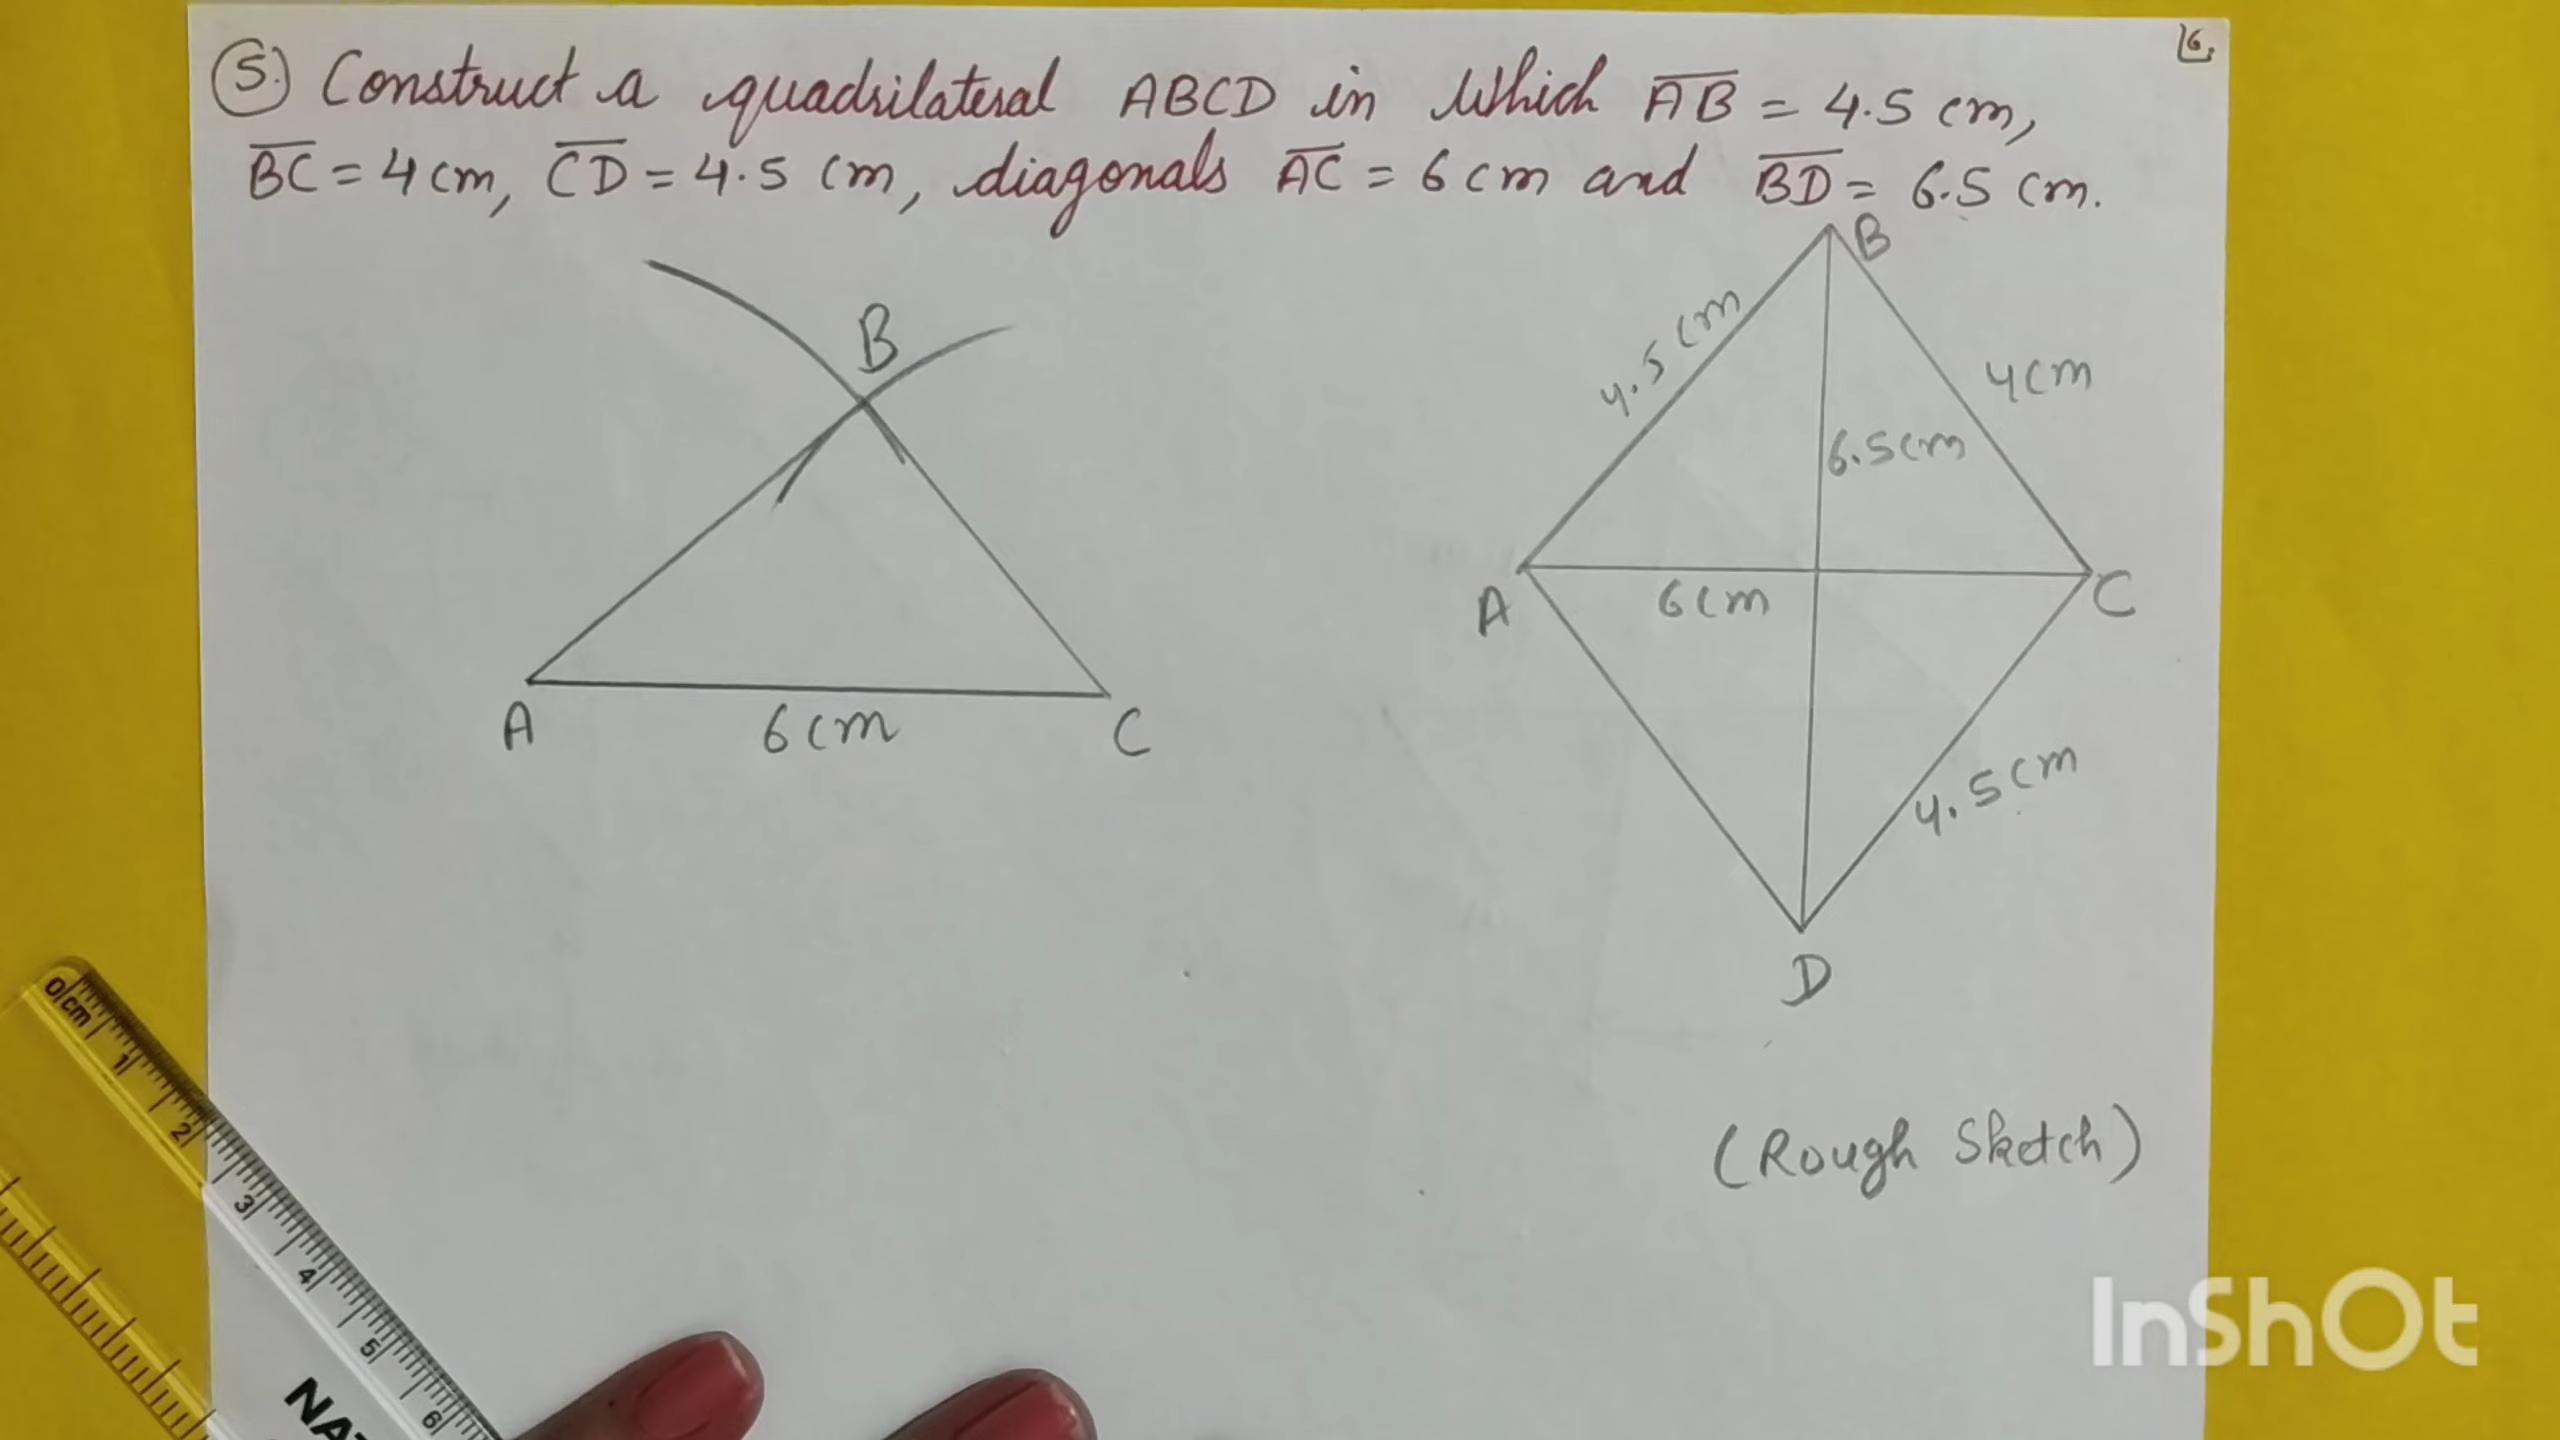 16.
5. Construct a quadrilateral ABCD in which AB = 4.5 cm,
BC = 4 cm, CD = 4.5 cm, diagonals AC = 6 cm and BD = 6.5 cm.
B
A
6 cm
C
B
4.5 cm
4 cm
6.5 cm
A
6 cm
C
4.5 cm
D
(Rough Sketch)
0 cm
1
2
3
4
5
6
InShOt